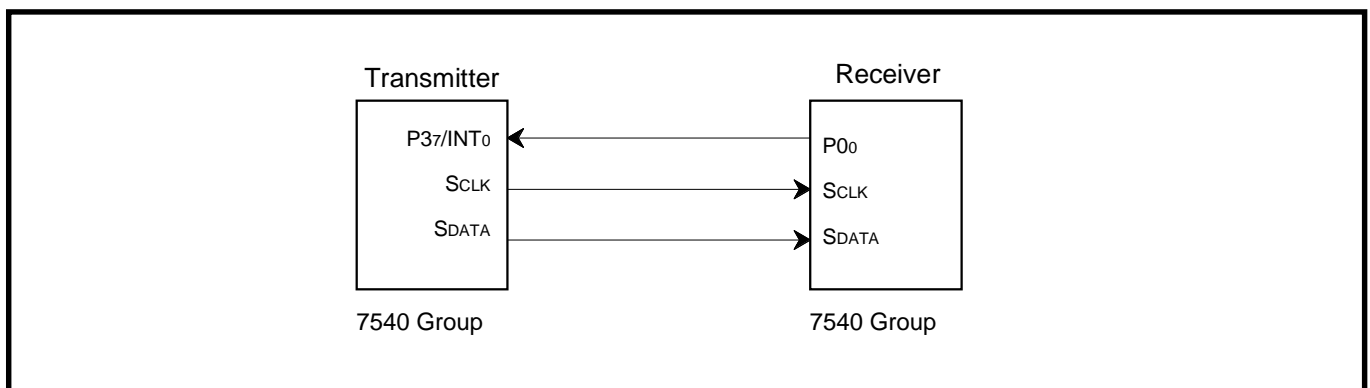 Transmitter
P37/INT0
SCLK
SDATA
7540 Group
Receiver
P00
SCLK
SDATA
7540 Group